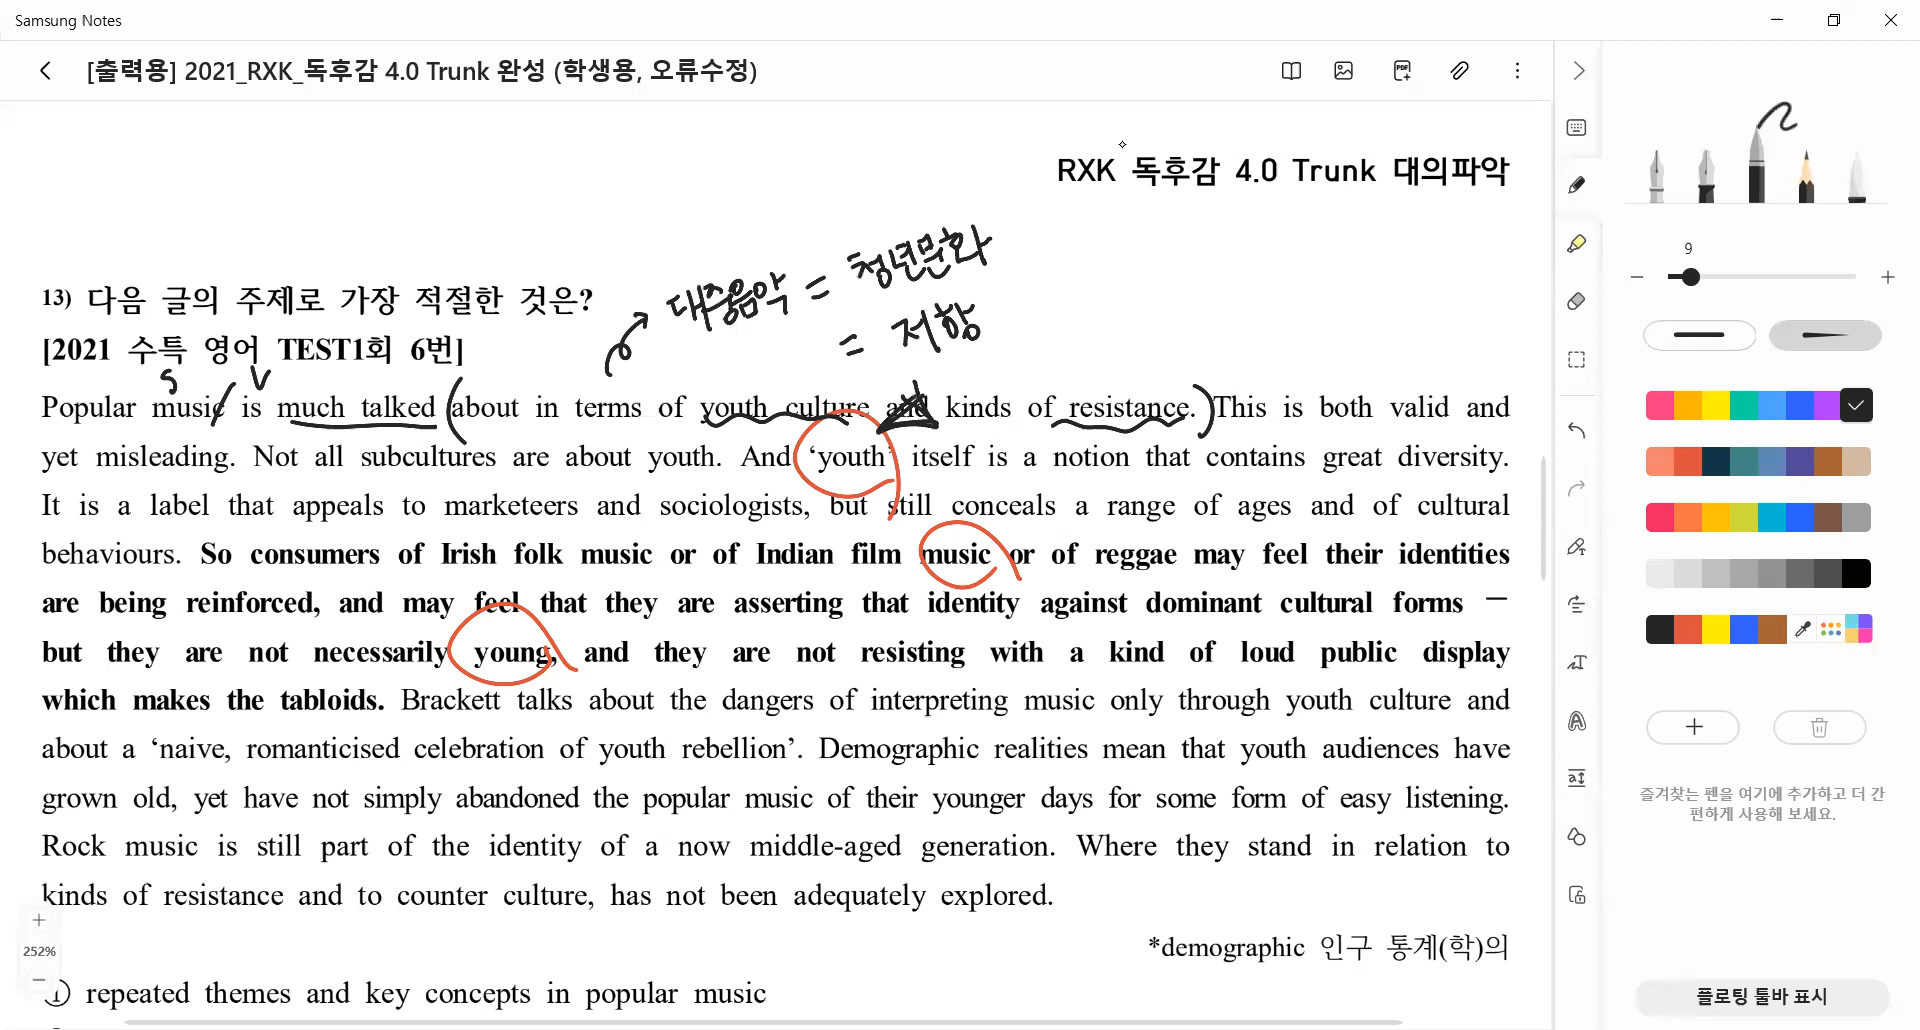 Samsung Notes
[출력용] 2021_RXK_독후감 4.0 Trunk 완성 (학생용, 오류수정)
RXK 독후감 4.0 Trunk 대의파악
대중음악 = 청년문화
= 저항
13) 다음 글의 주제로 가장 적절한 것은?
[2021 수특 영어 TEST1회 6번]
S V
Popular music is much talked about in terms of youth culture and kinds of resistance. This is both valid and
yet misleading. Not all subcultures are about youth. And ‘youth’ itself is a notion that contains great diversity.
It is a label that appeals to marketeers and sociologists, but still conceals a range of ages and of cultural
behaviours. So consumers of Irish folk music or of Indian film music or of reggae may feel their identities
are being reinforced, and may feel that they are asserting that identity against dominant cultural forms ─
but they are not necessarily young, and they are not resisting with a kind of loud public display
which makes the tabloids. Brackett talks about the dangers of interpreting music only through youth culture and
about a ‘naive, romanticised celebration of youth rebellion’. Demographic realities mean that youth audiences have
grown old, yet have not simply abandoned the popular music of their younger days for some form of easy listening.
Rock music is still part of the identity of a now middle-aged generation. Where they stand in relation to
kinds of resistance and to counter culture, has not been adequately explored.
*demographic 인구 통계(학)의
① repeated themes and key concepts in popular music
252%
9
즐겨찾는 펜을 여기에 추가하고 더 간
편하게 사용해 보세요.
플로팅 툴바 표시